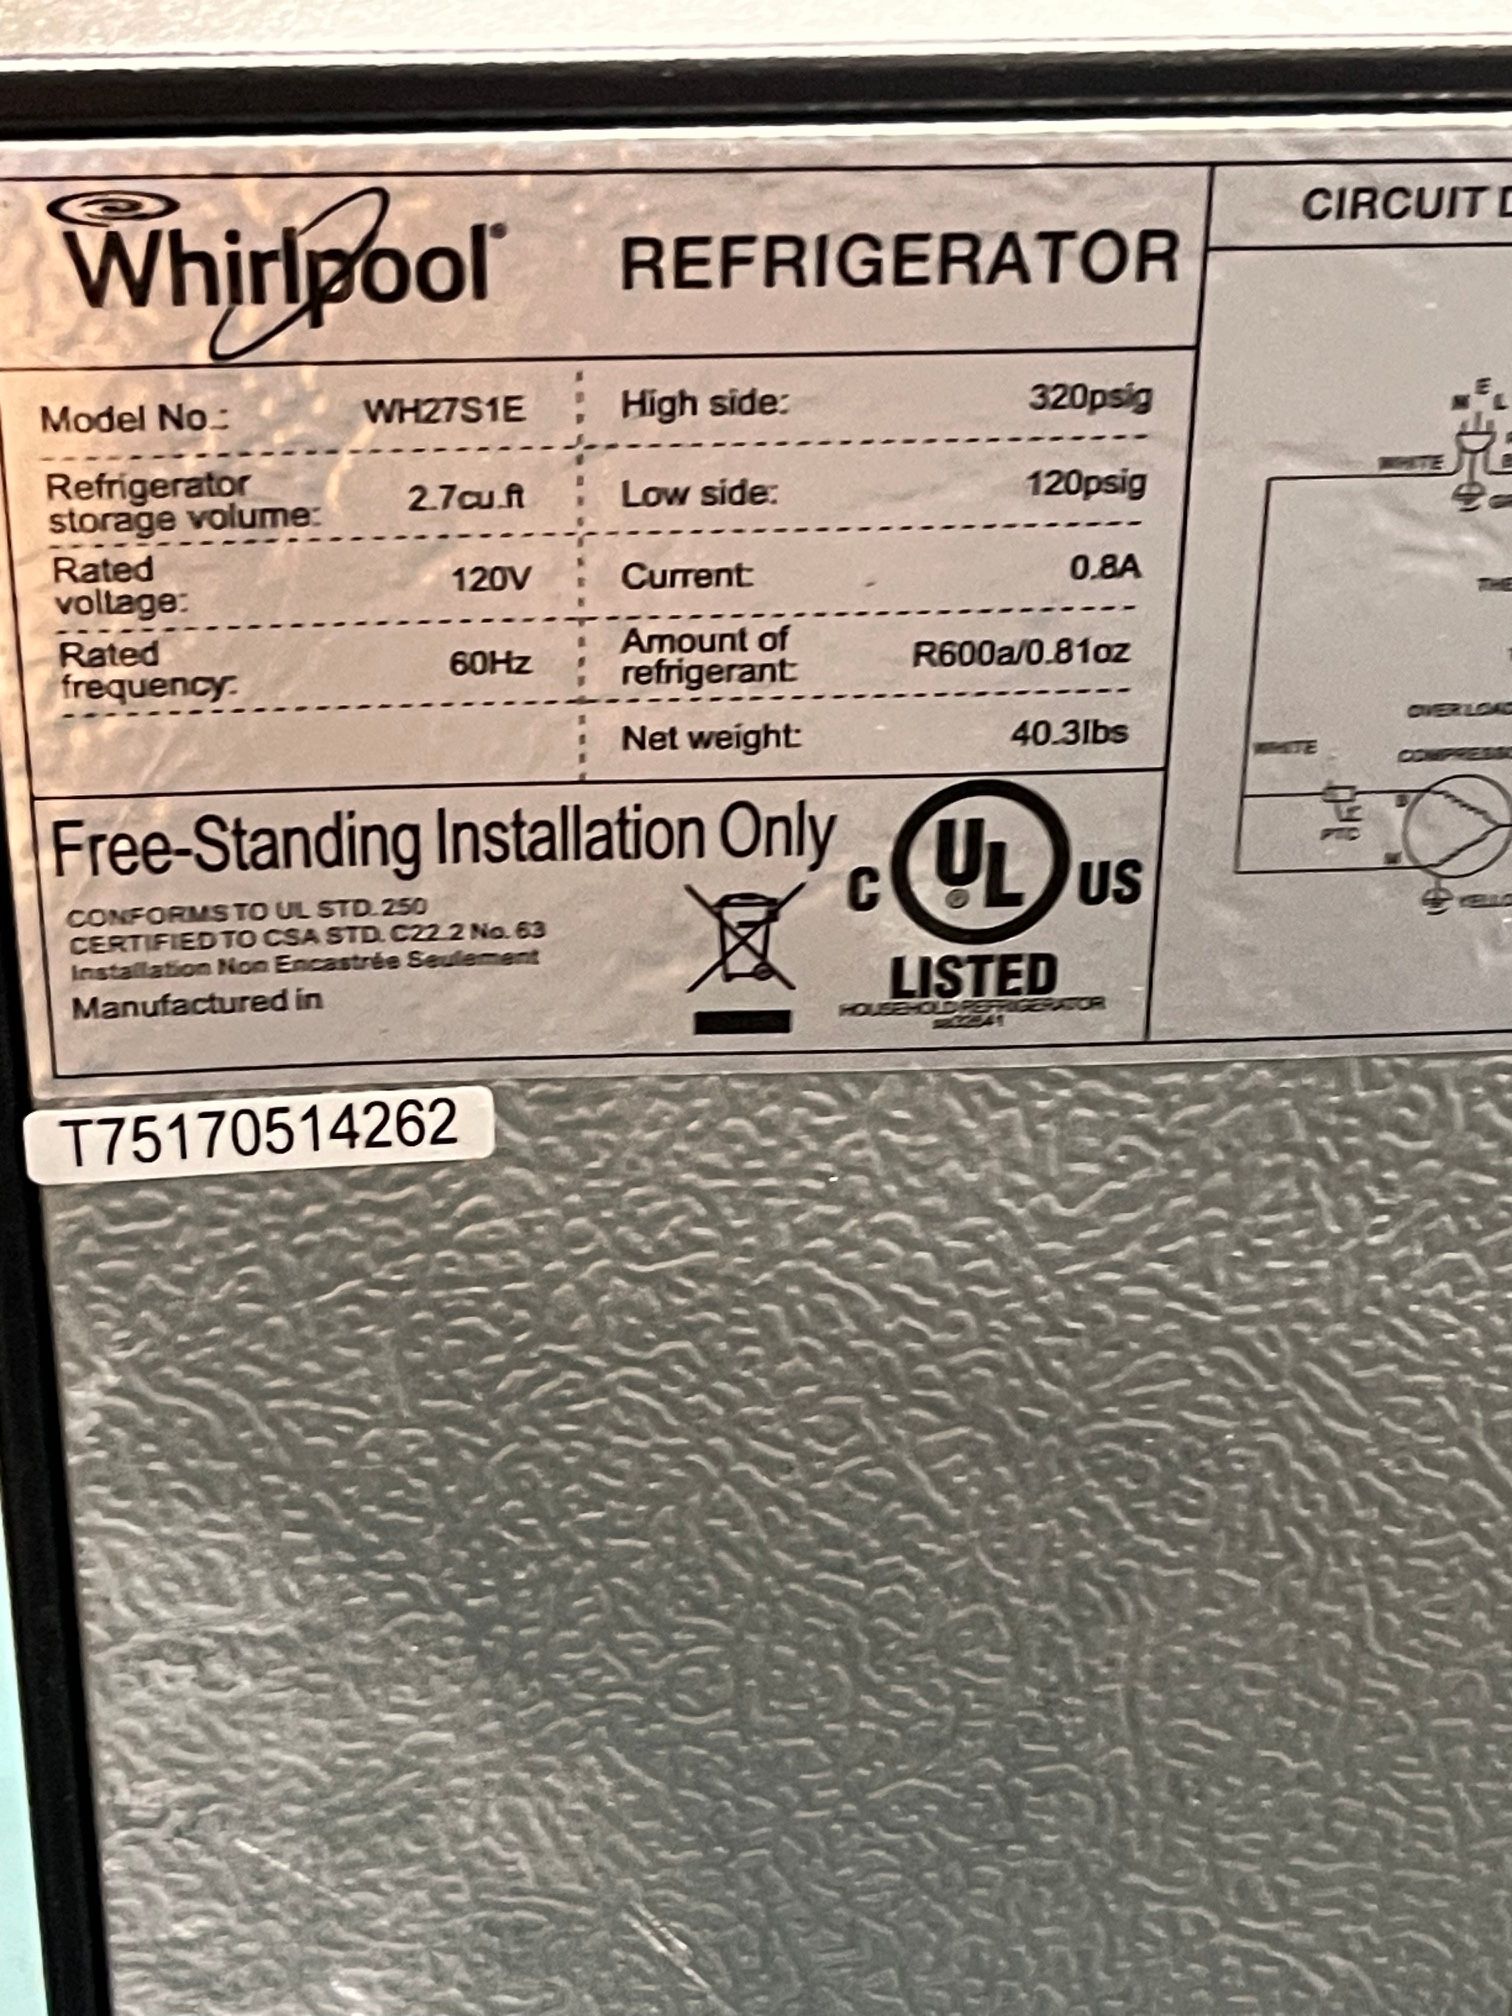 Whirlpool® REFRIGERATOR
Model No.: WH27S1E
High side: 320psig
Refrigerator
storage volume: 2.7cu.ft
Low side: 120psig
Rated
voltage: 120V
Current: 0.8A
Rated
frequency: 60Hz
Amount of
refrigerant: R600a/0.81oz
Net weight: 40.3lbs
Free-Standing Installation Only
CONFORMS TO UL STD. 250
CERTIFIED TO CSA STD. C22.2 No. 63
Installation Non Encastrée Seulement
Manufactured in
C UL ® US
LISTED
HOUSEHOLD REFRIGERATOR
T75170514262
CIRCUIT D
N E L
WHITE
THE
OVERLOAD
WHITE
COMPRESSO
PTC
YELLO